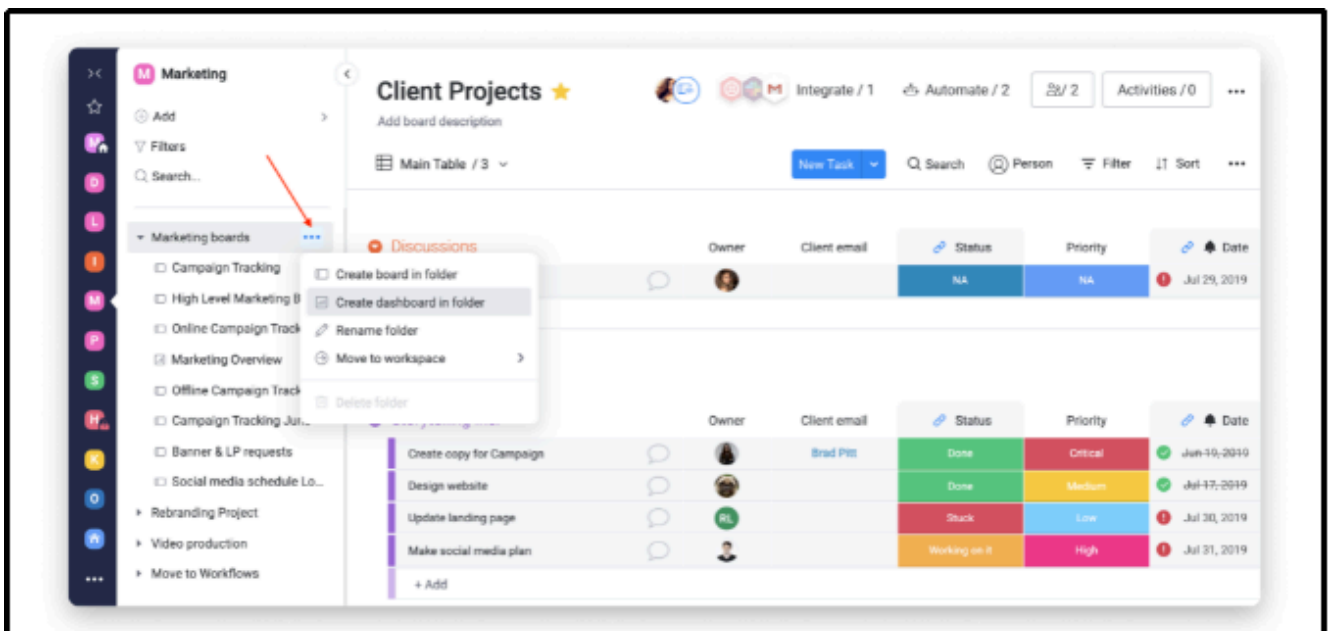 M Marketing
Add
Filters
Search...
Marketing boards
Campaign Tracking
High Level Marketing B
Online Campaign Track
Marketing Overview
Offline Campaign Track
Campaign Tracking June
Banner & LP requests
Social media schedule Lo...
Rebranding Project
Video production
Move to Workflows
M
D
L
I
M
P
S
H
K
O
Client Projects
Add board description
Integrate / 1
Automate / 2
/ 2
Activities / 0
Main Table / 3
New Task
Search
Person
Filter
Sort
Create board in folder
Create dashboard in folder
Rename folder
Move to workspace
Delete folder
Discussions Owner Client email Status Priority Date
NA NA Jul 29, 2019
Owner Client email Status Priority Date
Create copy for Campaign Brad Pitt Done Critical Jun 19, 2019
Design website Done Medium Jul 17, 2019
Update landing page RL Stuck Low Jul 30, 2019
Make social media plan Working on it High Jul 31, 2019
+ Add